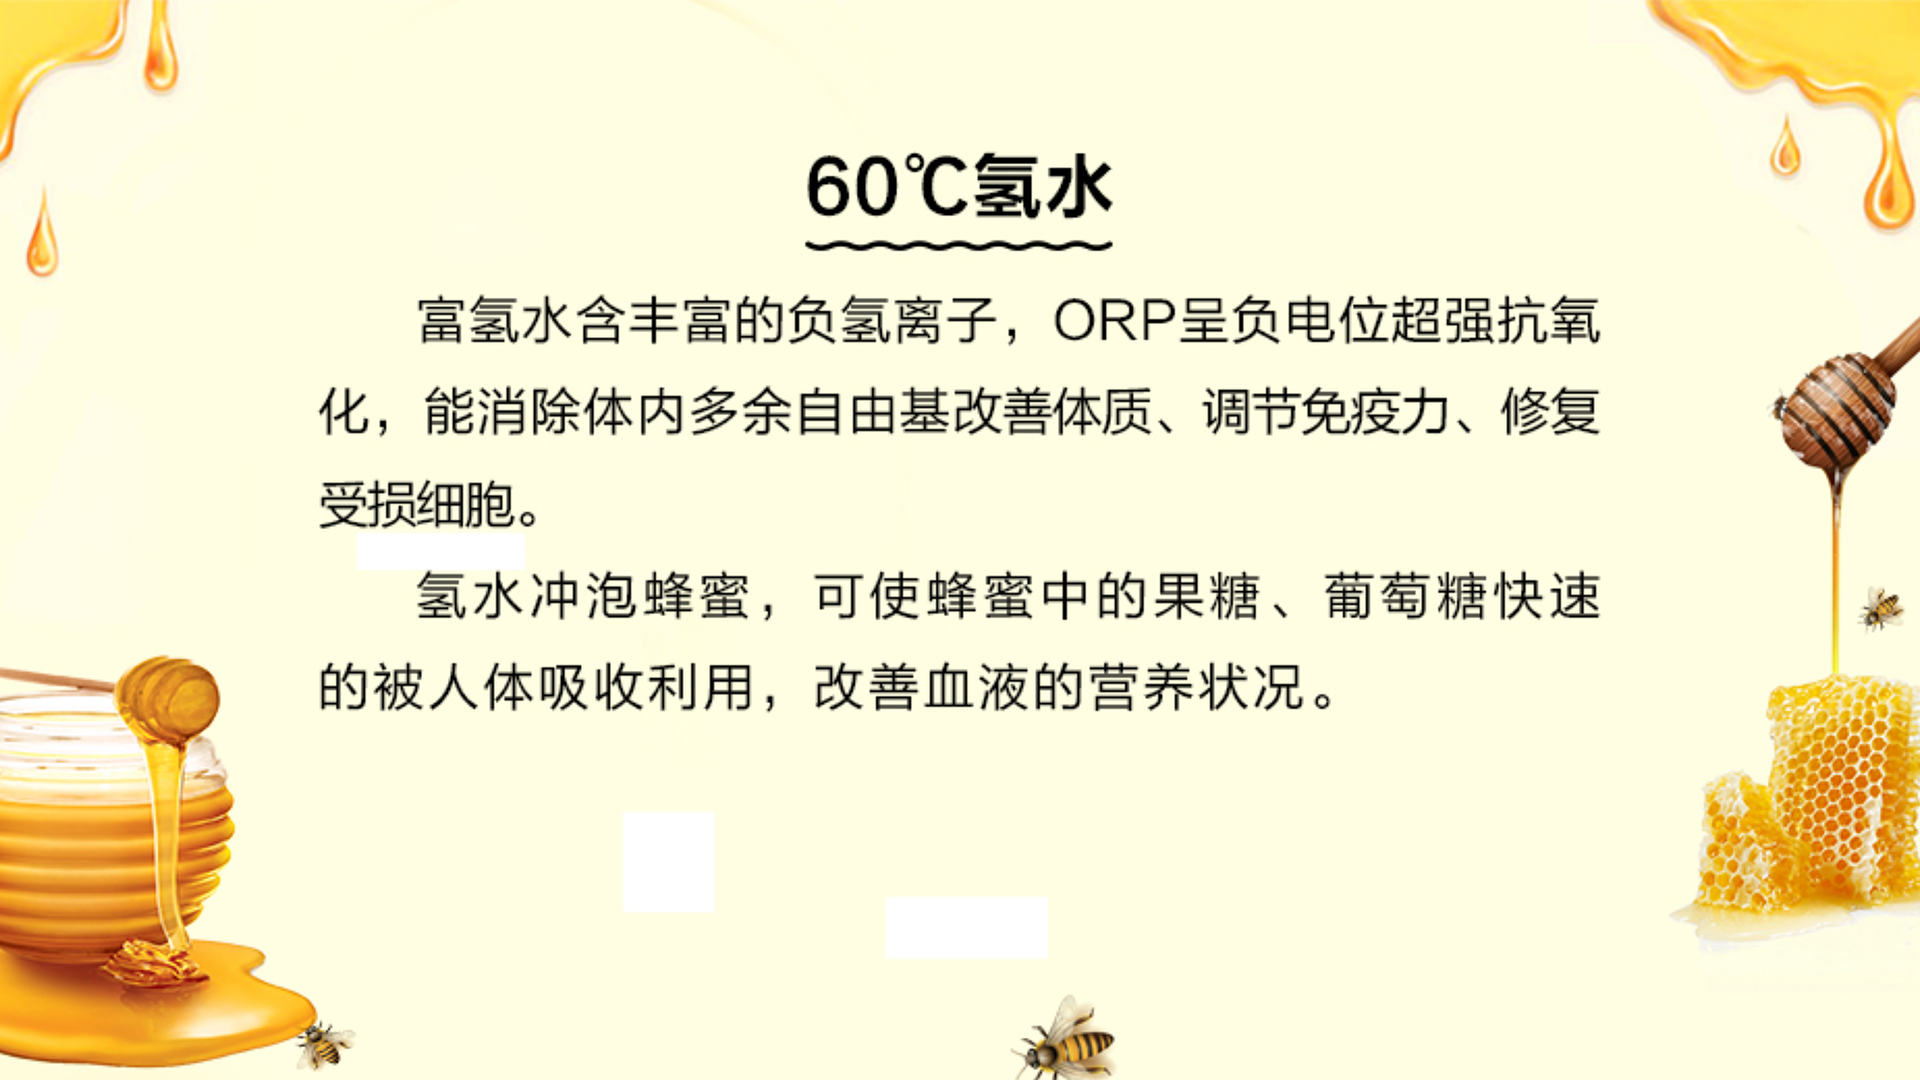 60℃氢水
富氢水含丰富的负氢离子，ORP呈负电位超强抗氧
化，能消除体内多余自由基改善体质、调节免疫力、修复
受损细胞。
氢水冲泡蜂蜜，可使蜂蜜中的果糖、葡萄糖快速
的被人体吸收利用，改善血液的营养状况。